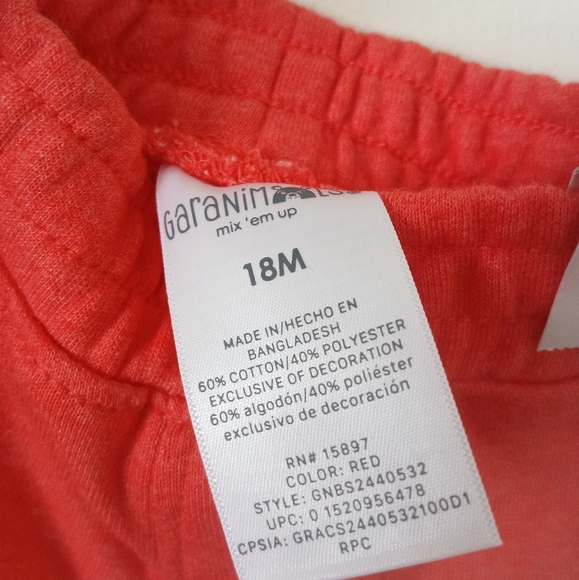 GaraNiMaLS
mix 'em up
18M
MADE IN/HECHO EN
BANGLADESH
60% COTTON/40% POLYESTER
EXCLUSIVE OF DECORATION
60% algodón/40% poliéster
exclusivo de decoración
RN# 15897
COLOR: RED
STYLE: GNBS2440532
UPC: 0 1520956478
CPSIA: GRACS2440532100D1
RPC